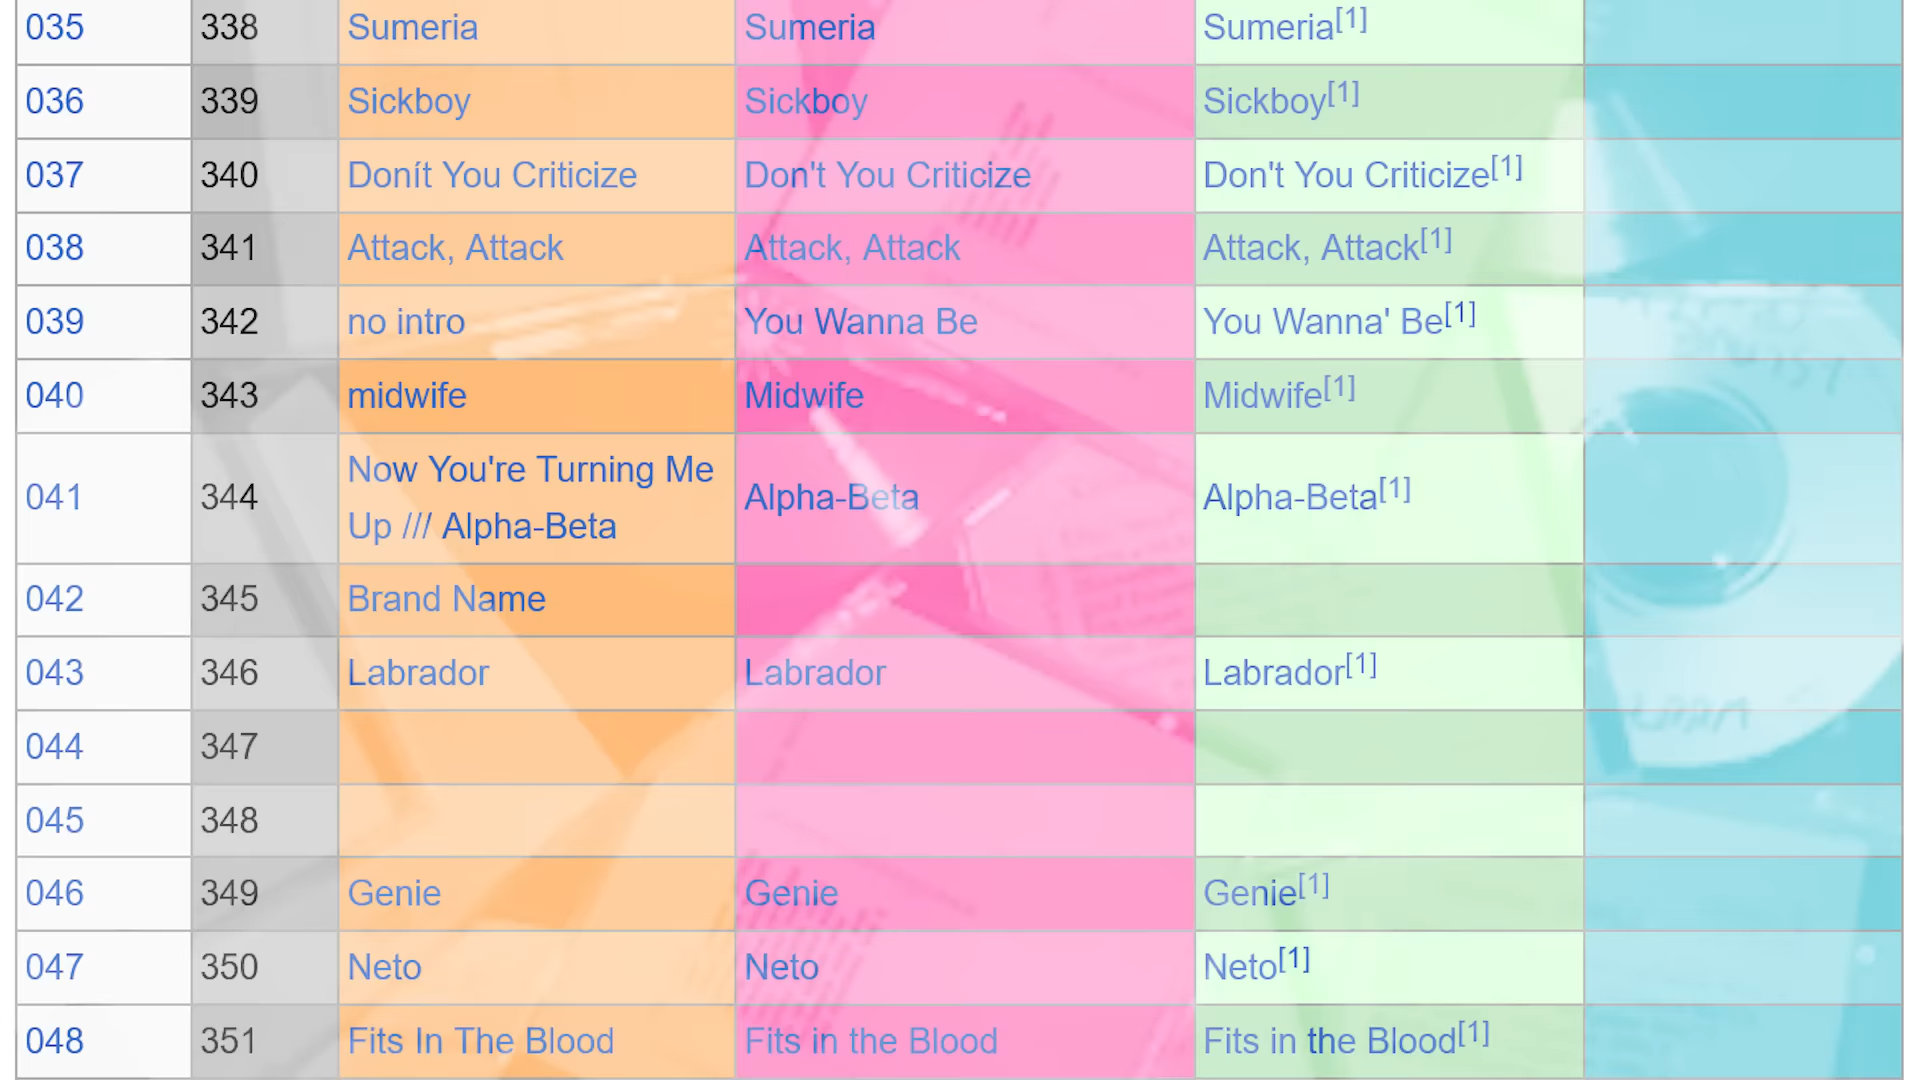 035 338 Sumeria Sumeria Sumeria[1]
036 339 Sickboy Sickboy Sickboy[1]
037 340 Donít You Criticize Don't You Criticize Don't You Criticize[1]
038 341 Attack, Attack Attack, Attack Attack, Attack[1]
039 342 no intro You Wanna Be You Wanna' Be[1]
040 343 midwife Midwife Midwife[1]
041 344 Now You're Turning Me Up /// Alpha-Beta Alpha-Beta Alpha-Beta[1]
042 345 Brand Name
043 346 Labrador Labrador Labrador[1]
044 347
045 348
046 349 Genie Genie Genie[1]
047 350 Neto Neto Neto[1]
048 351 Fits In The Blood Fits in the Blood Fits in the Blood[1]